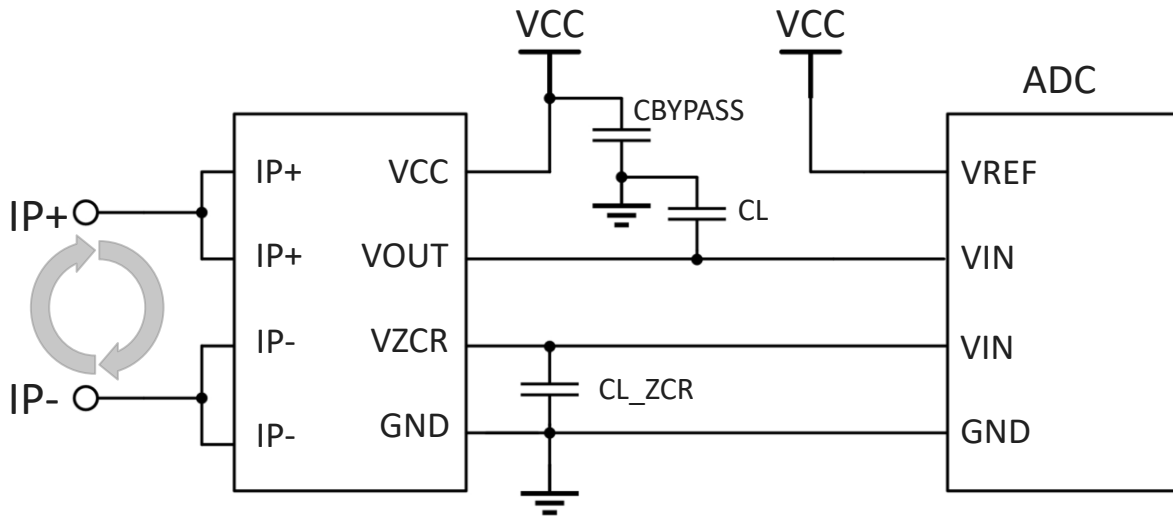 VCC
VCC
ADC
CBYPASS
IP+
VCC
VREF
IP+
CL
IP+
VOUT
VIN
IP-
VZCR
VIN
IP-
CL_ZCR
IP-
GND
GND